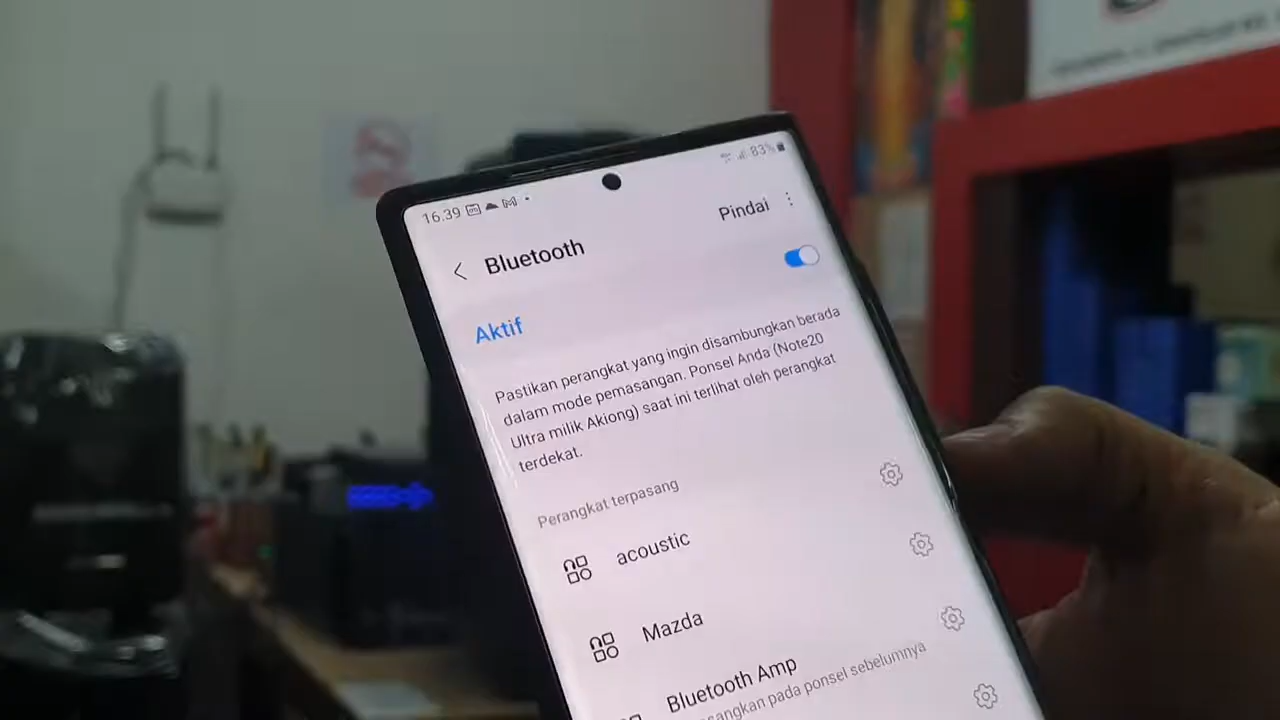 16.39
83%
Pindai
Bluetooth
Aktif
Pastikan perangkat yang ingin disambungkan berada
dalam mode pemasangan. Ponsel Anda (Note20
Ultra milik Akiong) saat ini terlihat oleh perangkat
terdekat.
Perangkat terpasang
acoustic
Mazda
Bluetooth Amp
pada ponsel sebelumnya